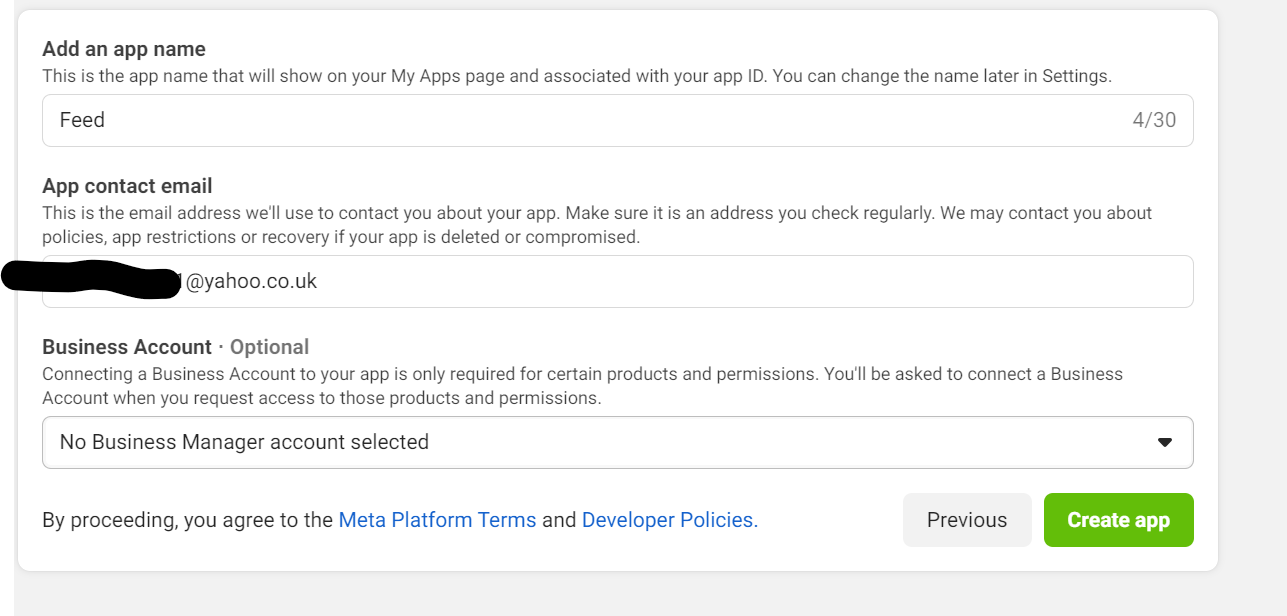 Add an app name
This is the app name that will show on your My Apps page and associated with your app ID. You can change the name later in Settings.
Feed 4/30
App contact email
This is the email address we'll use to contact you about your app. Make sure it is an address you check regularly. We may contact you about
policies, app restrictions or recovery if your app is deleted or compromised.
@yahoo.co.uk
Business Account · Optional
Connecting a Business Account to your app is only required for certain products and permissions. You'll be asked to connect a Business
Account when you request access to those products and permissions.
No Business Manager account selected
By proceeding, you agree to the Meta Platform Terms and Developer Policies. Previous Create app